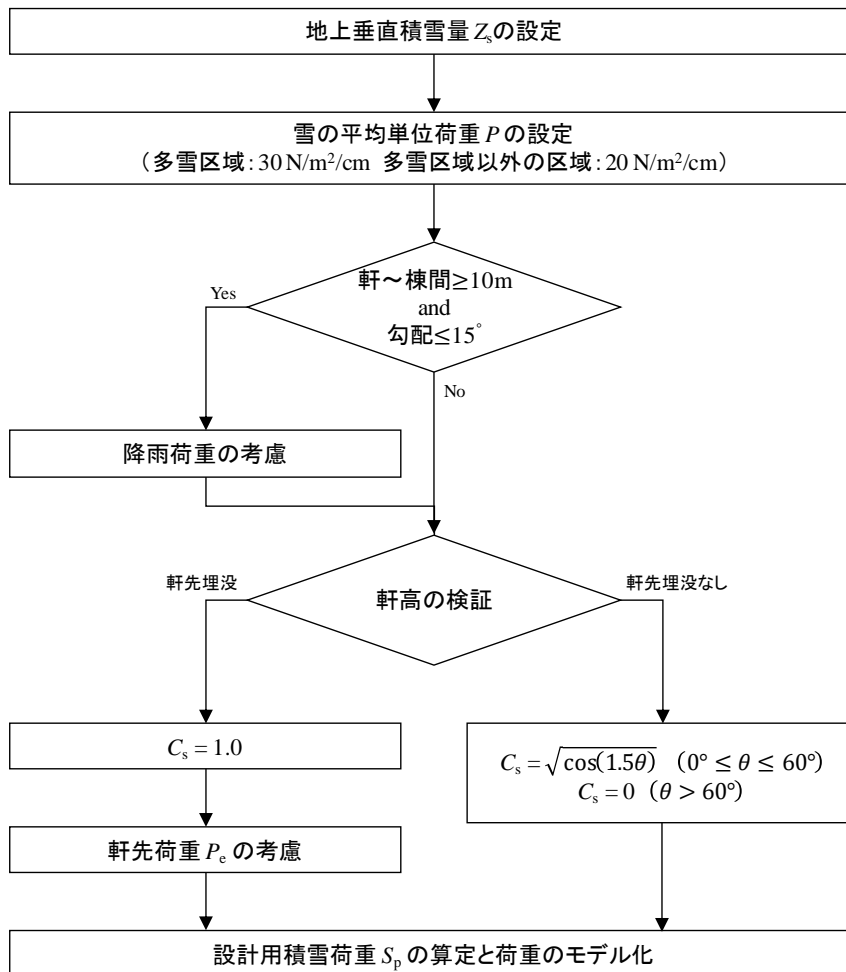 地上垂直積雪量 Zsの設定
雪の平均単位荷重 P の設定
（多雪区域：30 N/m2/cm 多雪区域以外の区域：20 N/m2/cm）
軒～棟間≥10m
and
勾配≤15°
Yes
No
降雨荷重の考慮
軒高の検証
軒先埋没
軒先埋没なし
Cs = 1.0
Cs = √cos(1.5θ) （0° ≤ θ ≤ 60°）
Cs = 0 （θ > 60°）
軒先荷重 Pe の考慮
設計用積雪荷重 Sp の算定と荷重のモデル化